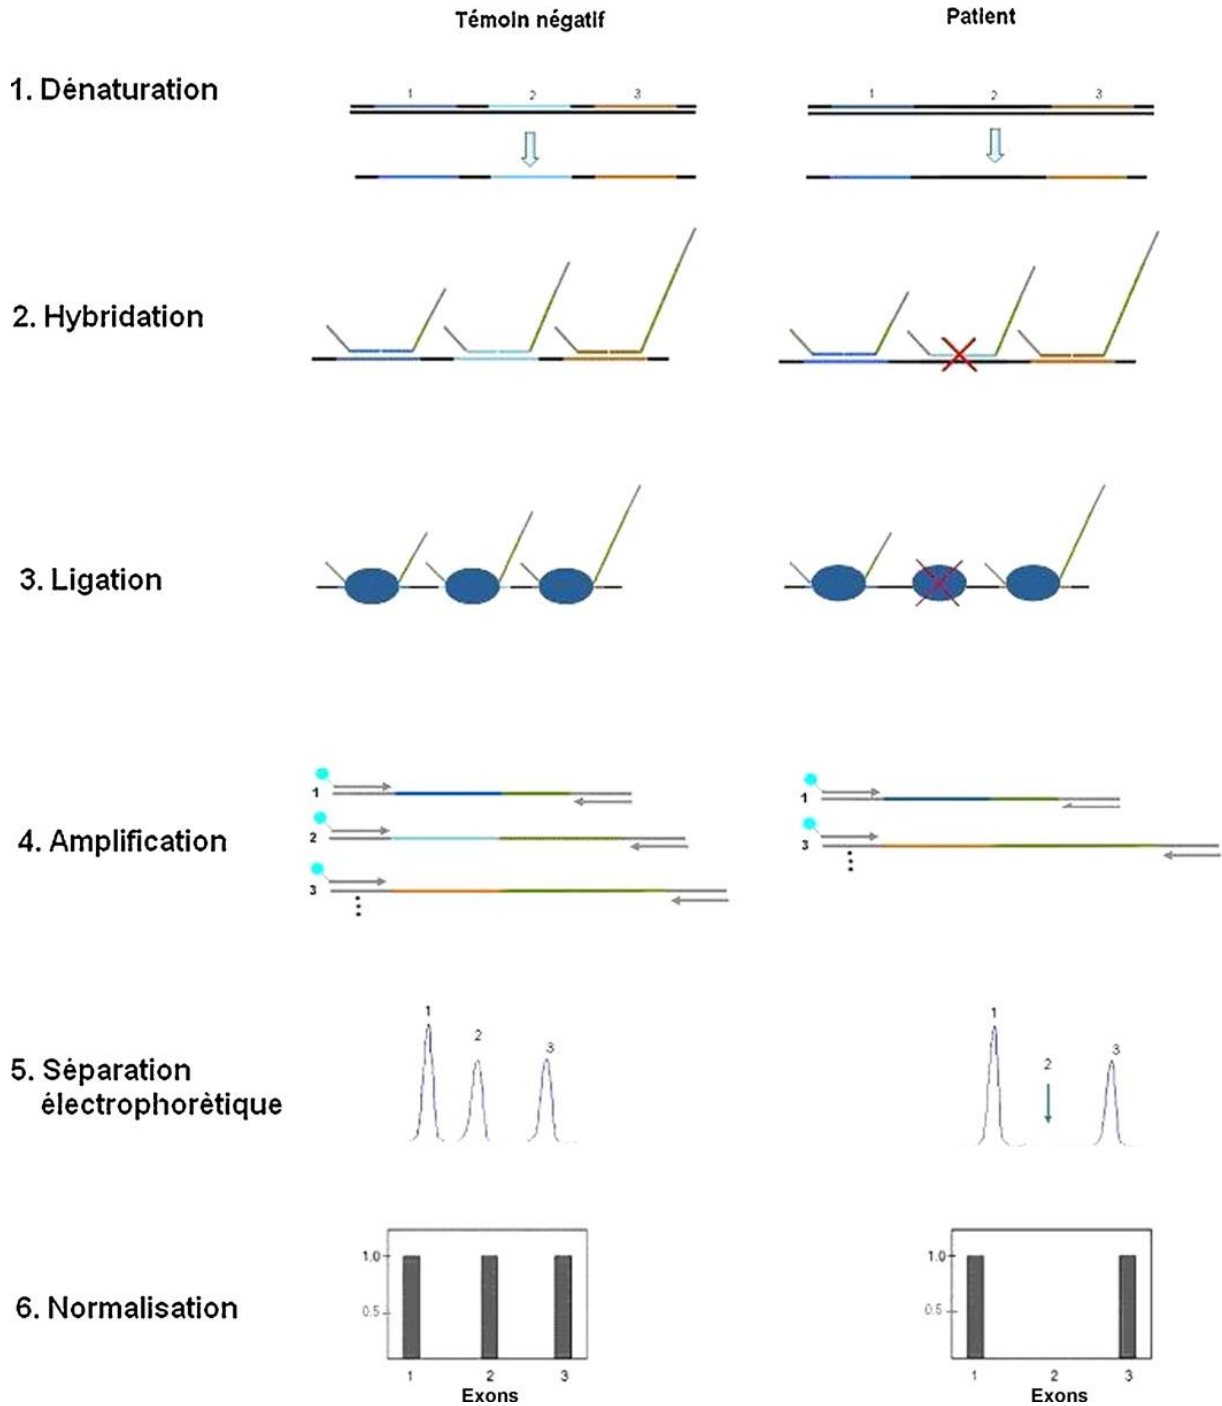 Témoin négatif
Patient
1. Dénaturation
1 2 3
1 2 3
2. Hybridation
3. Ligation
4. Amplification
1
2
3
1
3
5. Séparation
électrophorètique
1
2
3
1
2
3
6. Normalisation
1.0
0.5
1 2 3
Exons
1.0
0.5
1 2 3
Exons